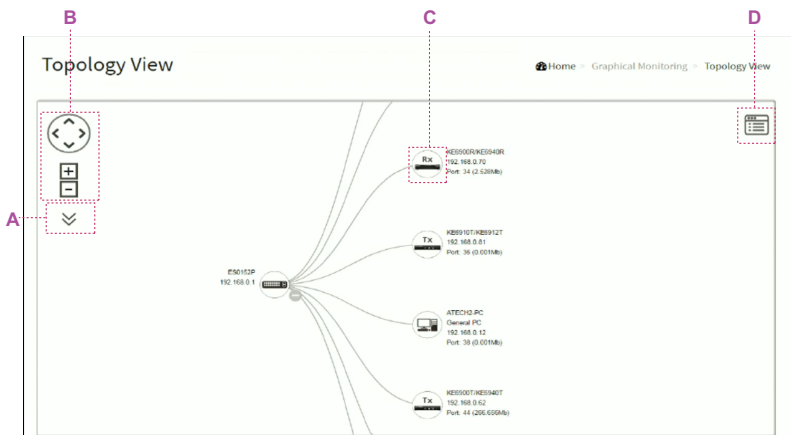 B
C
D
Topology View
Home > Graphical Monitoring > Topology View
KE6900R/KE6940R
192.168.0.70
Port: 34 (2.528Mb)
Rx
A
KE8910T/KE6912T
192.168.0.81
Port: 36 (0.001Mb)
Tx
ES0152P
192.168.0.1
ATECH2-PC
General PC
192.168.0.12
Port: 39 (0.001Mb)
KE6900T/KE6940T
192.168.0.62
Port: 44 (266.666Mb)
Tx